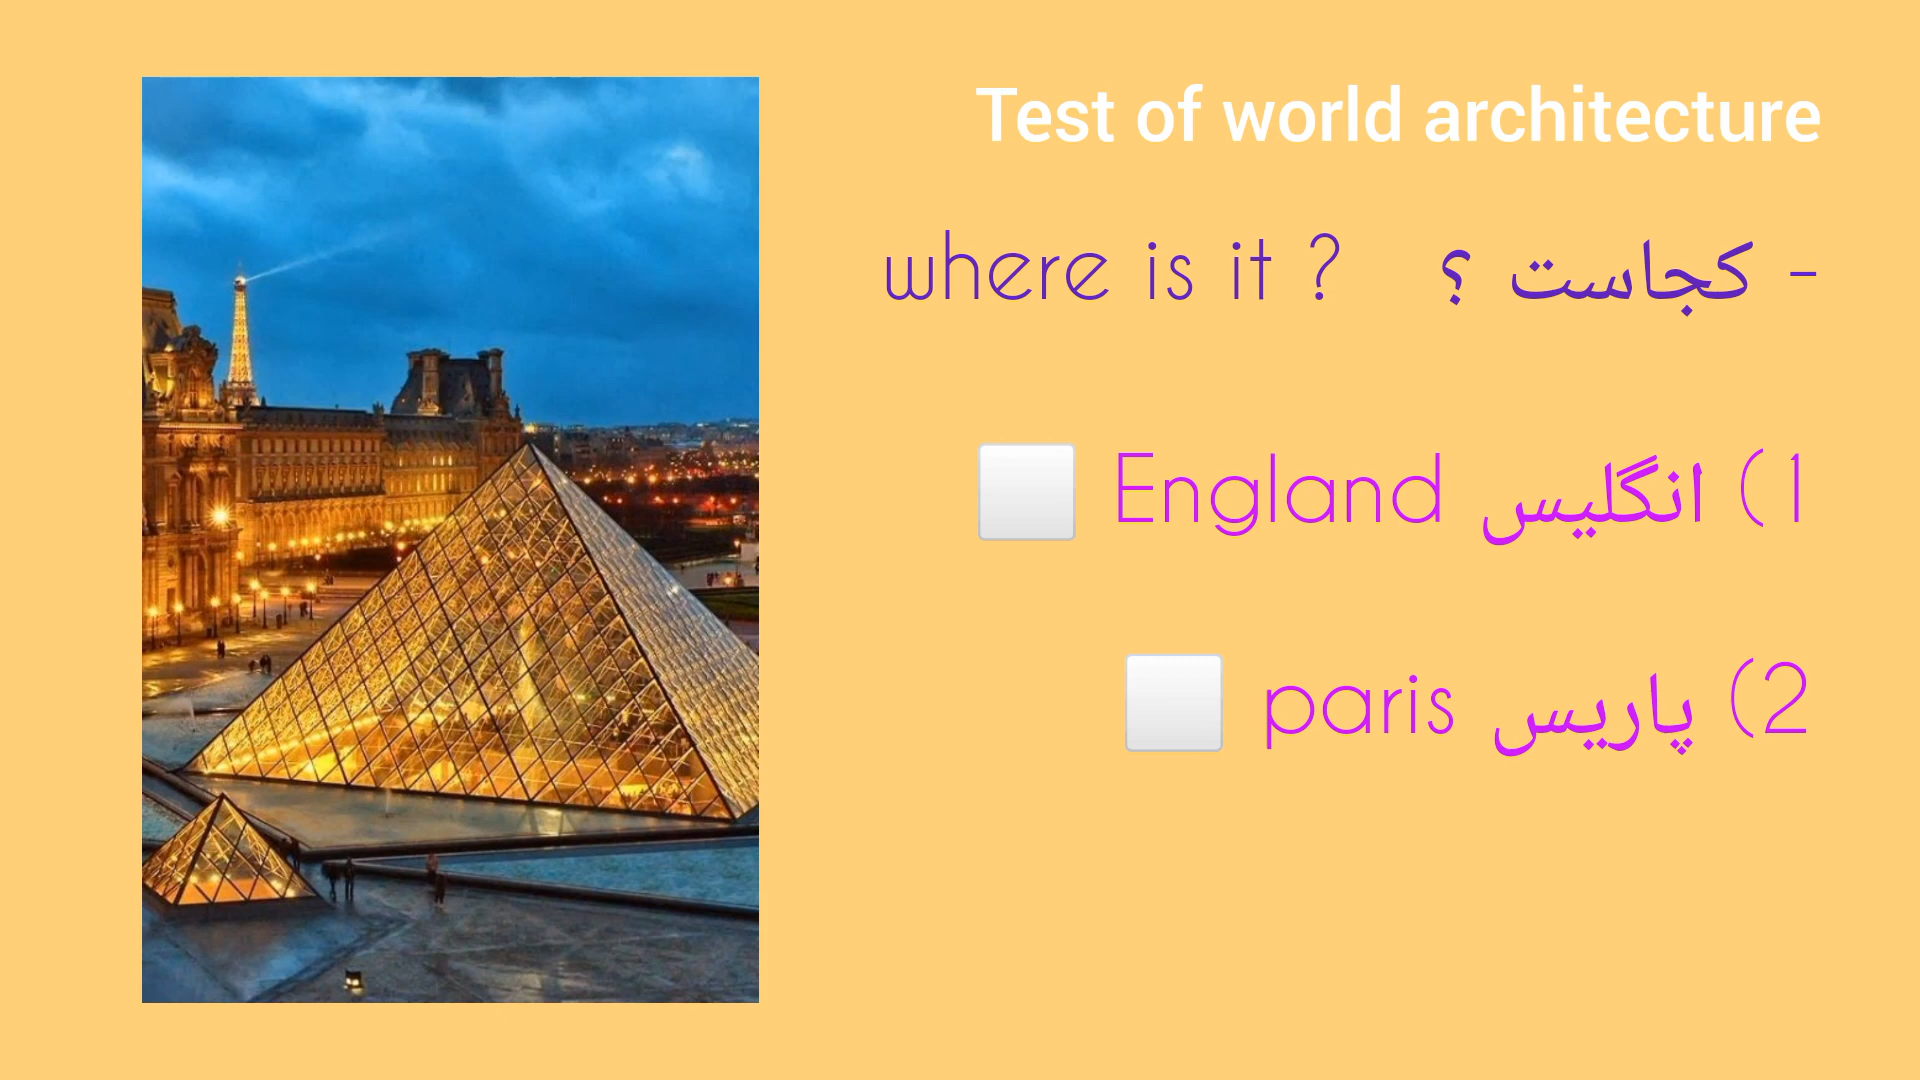 Test of world architecture
- کجاست ؟ where is it ?
1) انگلیس England
2) پاریس paris